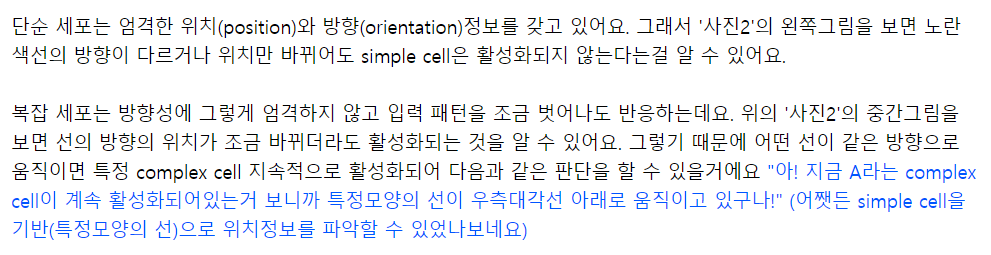 단순 세포는 엄격한 위치(position)와 방향(orientation)정보를 갖고 있어요. 그래서 '사진2'의 왼쪽그림을 보면 노란
색선의 방향이 다르거나 위치만 바뀌어도 simple cell은 활성화되지 않는다는걸 알 수 있어요.
복잡 세포는 방향성에 그렇게 엄격하지 않고 입력 패턴을 조금 벗어나도 반응하는데요. 위의 '사진2'의 중간그림을
보면 선의 방향의 위치가 조금 바뀌더라도 활성화되는 것을 알 수 있어요. 그렇기 때문에 어떤 선이 같은 방향으로
움직이면 특정 complex cell 지속적으로 활성화되어 다음과 같은 판단을 할 수 있을거에요 "아! 지금 A라는 complex
cell이 계속 활성화되어있는거 보니까 특정모양의 선이 우측대각선 아래로 움직이고 있구나!" (어쨋든 simple cell을
기반(특정모양의 선)으로 위치정보를 파악할 수 있었나보네요)